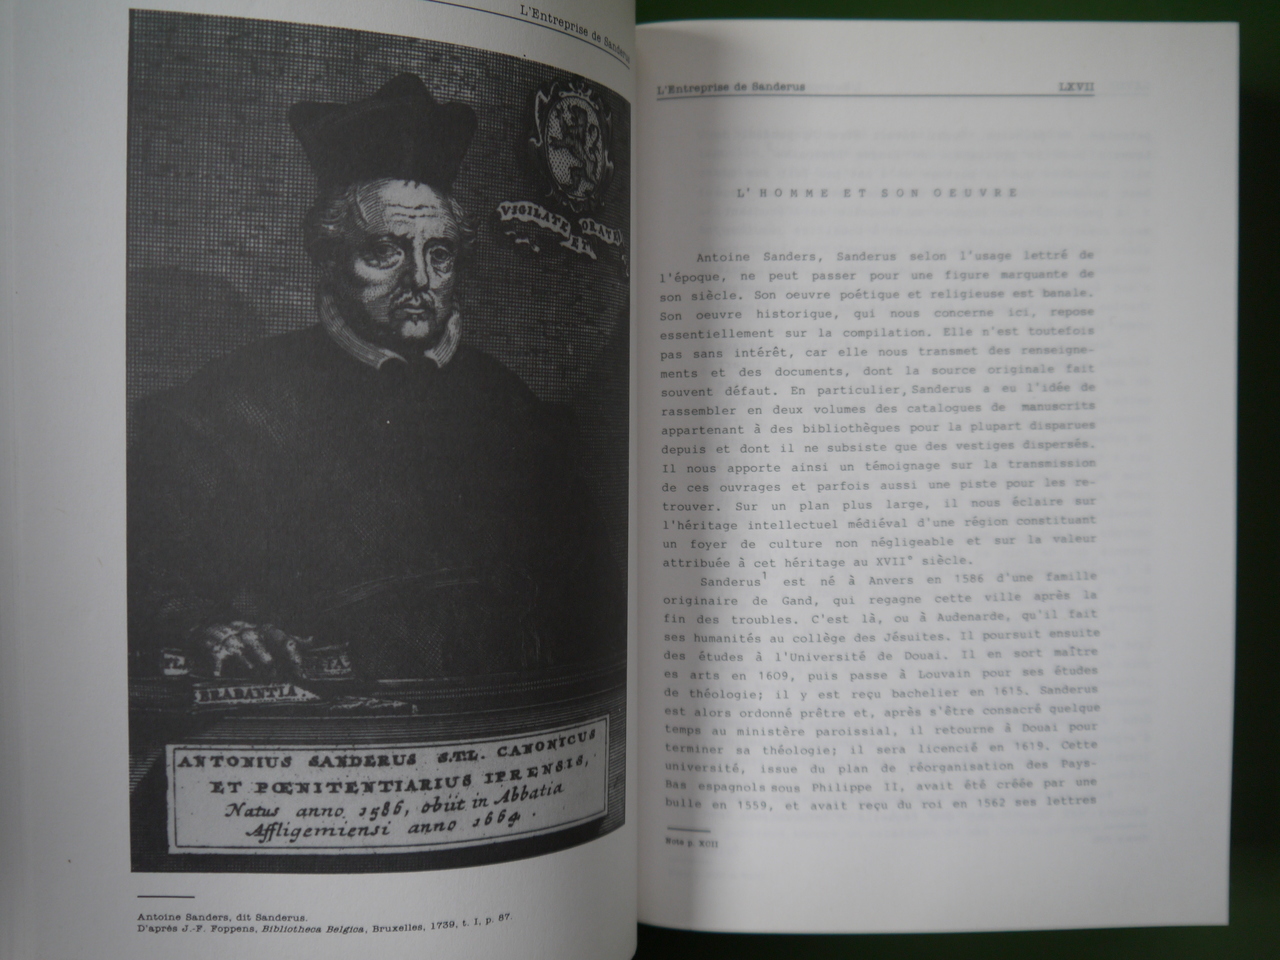 L'Entreprise de Sanderus
VIGILATE ORATE
ET
BRABANTIA.
ANTONIUS SANDERUS S.T.L. CANONICUS
ET PŒNITENTIARIUS IPRENSIS,
Natus anno 1586, obiit in Abbatia
Affligemiensi anno 1664.
Antoine Sanders, dit Sanderus.
D'après J.-F. Foppens, Bibliotheca Belgica, Bruxelles, 1739, t. I, p. 87.
L'Entreprise de Sanderus LXVII
L'HOMME ET SON OEUVRE
Antoine Sanders, Sanderus selon l'usage lettré de
l'époque, ne peut passer pour une figure marquante de
son siècle. Son oeuvre poétique et religieuse est banale.
Son oeuvre historique, qui nous concerne ici, repose
essentiellement sur la compilation. Elle n'est toutefois
pas sans intérêt, car elle nous transmet des renseigne-
ments et des documents, dont la source originale fait
souvent défaut. En particulier, Sanderus a eu l'idée de
rassembler en deux volumes des catalogues de manuscrits
appartenant à des bibliothèques pour la plupart disparues
depuis et dont il ne subsiste que des vestiges dispersés.
Il nous apporte ainsi un témoignage sur la transmission
de ces ouvrages et parfois aussi une piste pour les re-
trouver. Sur un plan plus large, il nous éclaire sur
l'héritage intellectuel médiéval d'une région constituant
un foyer de culture non négligeable et sur la valeur
attribuée à cet héritage au XVIIe siècle.
Sanderus1 est né à Anvers en 1586 d'une famille
originaire de Gand, qui regagne cette ville après la
fin des troubles. C'est là, ou à Audenarde, qu'il fait
ses humanités au collège des Jésuites. Il poursuit ensuite
des études à l'Université de Douai. Il en sort maître
es arts en 1609, puis passe à Louvain pour ses études
de théologie; il y est reçu bachelier en 1615. Sanderus
est alors ordonné prêtre et, après s'être consacré quelque
temps au ministère paroissial, il retourne à Douai pour
terminer sa théologie; il sera licencié en 1619. Cette
université, issue du plan de réorganisation des Pays-
Bas espagnols sous Philippe II, avait été créée par une
bulle en 1559, et avait reçu du roi en 1562 ses lettres
Note p. XCII